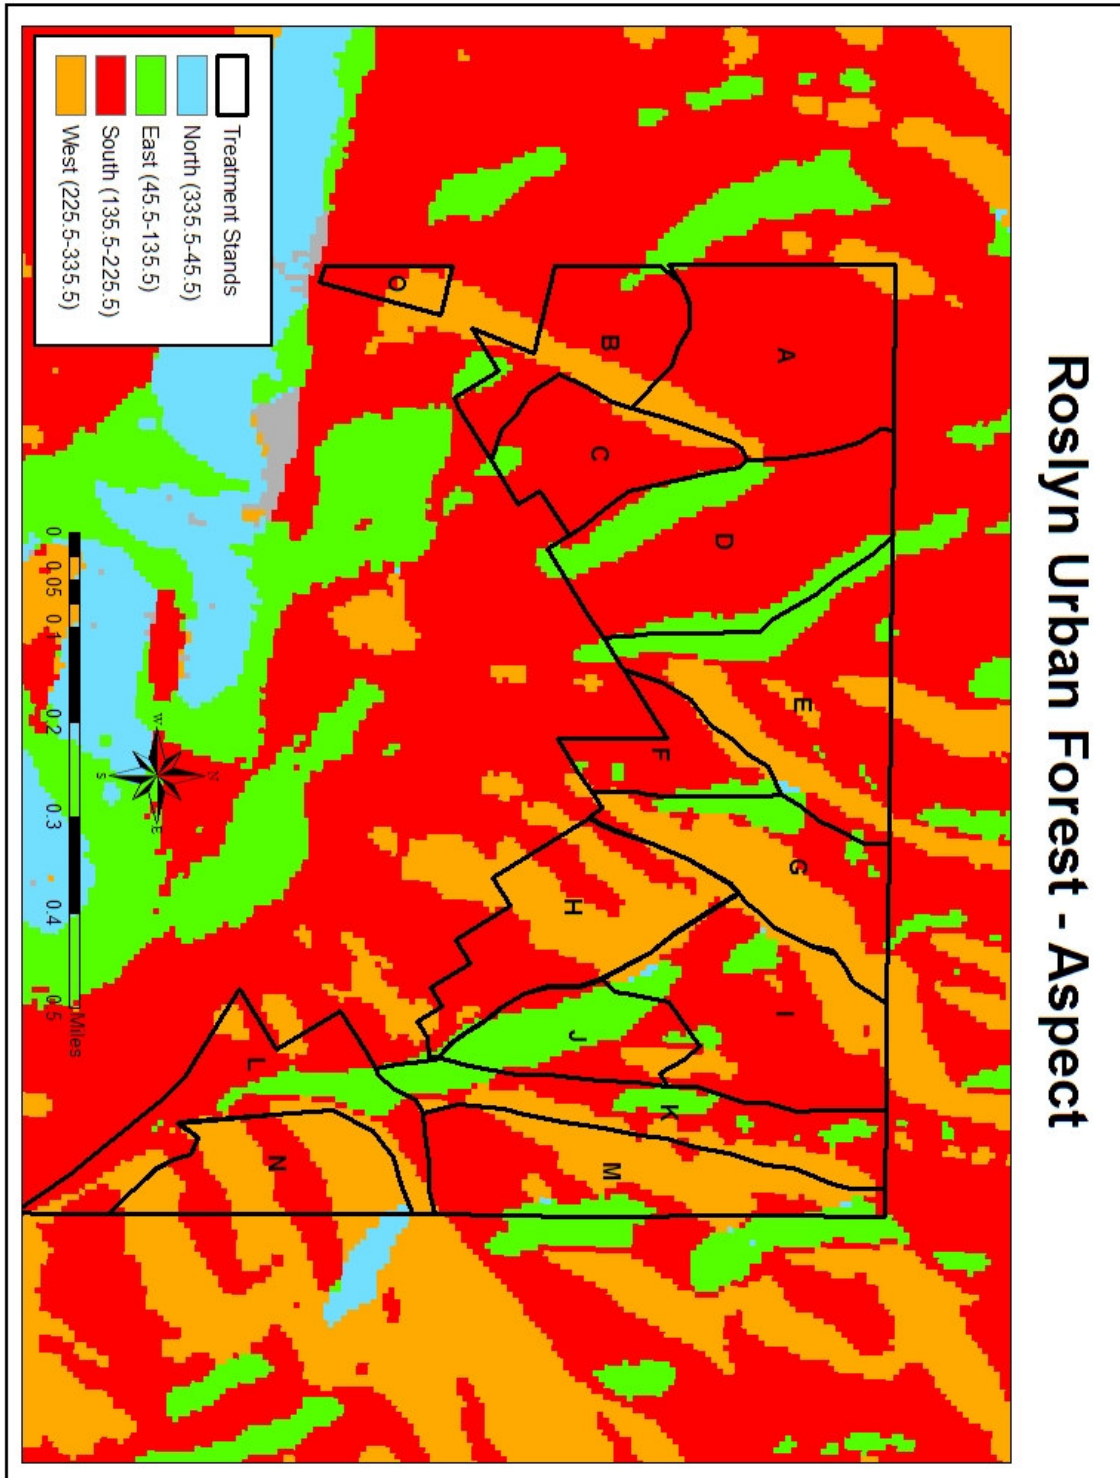 Roslyn Urban Forest - Aspect
A
B
C
D
E
F
G
H
I
J
K
L
M
N
O
Treatment Stands
North (335.5-45.5)
East (45.5-135.5)
South (135.5-225.5)
West (225.5-335.5)
0 0.05 0.1 0.2 0.3 0.4 0.5
Miles
N
W
E
S